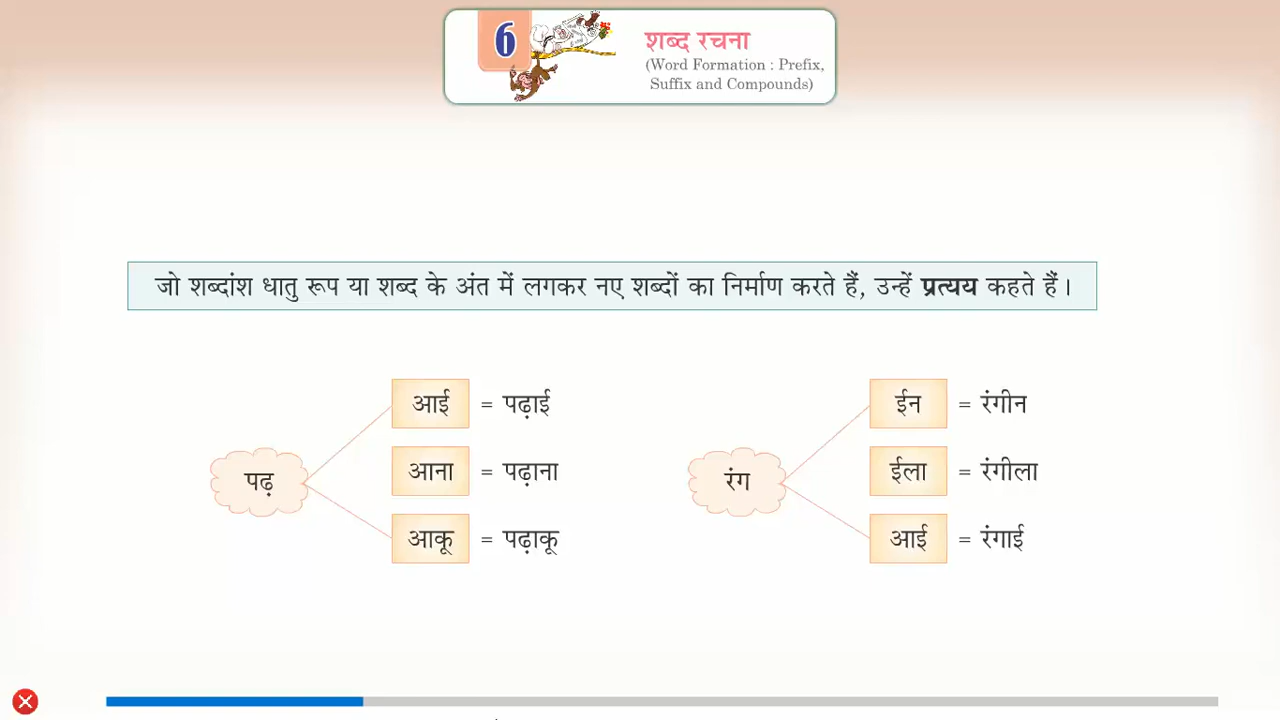 6
शब्द रचना
(Word Formation : Prefix,
Suffix and Compounds)
जो शब्दांश धातु रूप या शब्द के अंत में लगकर नए शब्दों का निर्माण करते हैं, उन्हें प्रत्यय कहते हैं।
पढ़
आई = पढ़ाई
आना = पढ़ाना
आकू = पढ़ाकू
रंग
ईन = रंगीन
ईला = रंगीला
आई = रंगाई